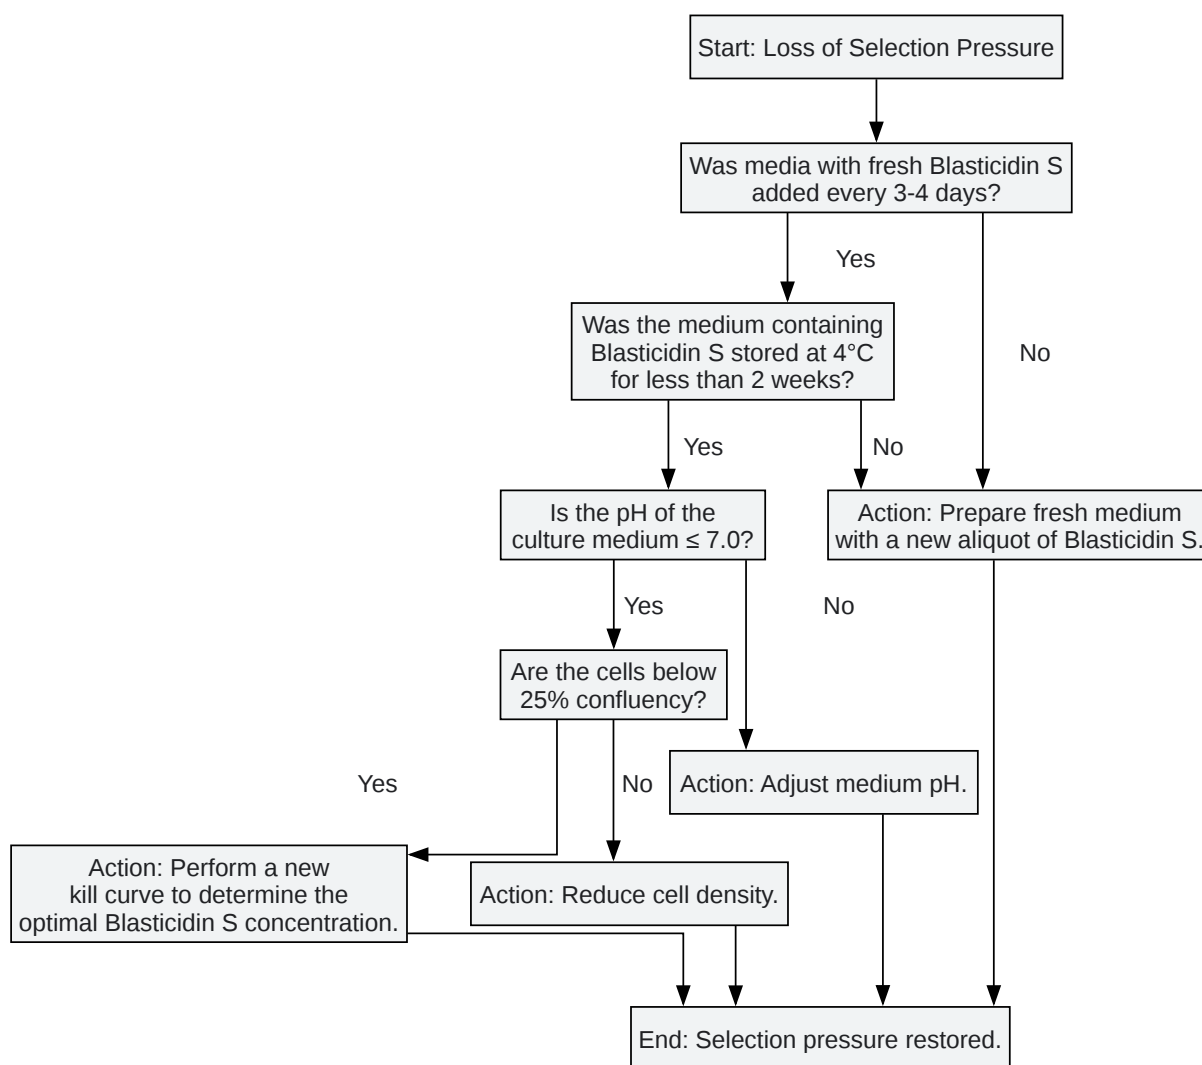 Start: Loss of Selection Pressure
Was media with fresh Blasticidin S
added every 3-4 days?
Yes
Was the medium containing
Blasticidin S stored at 4°C
for less than 2 weeks?
No
Yes
No
Is the pH of the
culture medium ≤ 7.0?
Action: Prepare fresh medium
with a new aliquot of Blasticidin S.
Yes
No
Are the cells below
25% confluency?
Yes
No
Action: Adjust medium pH.
Action: Perform a new
kill curve to determine the
optimal Blasticidin S concentration.
Action: Reduce cell density.
End: Selection pressure restored.